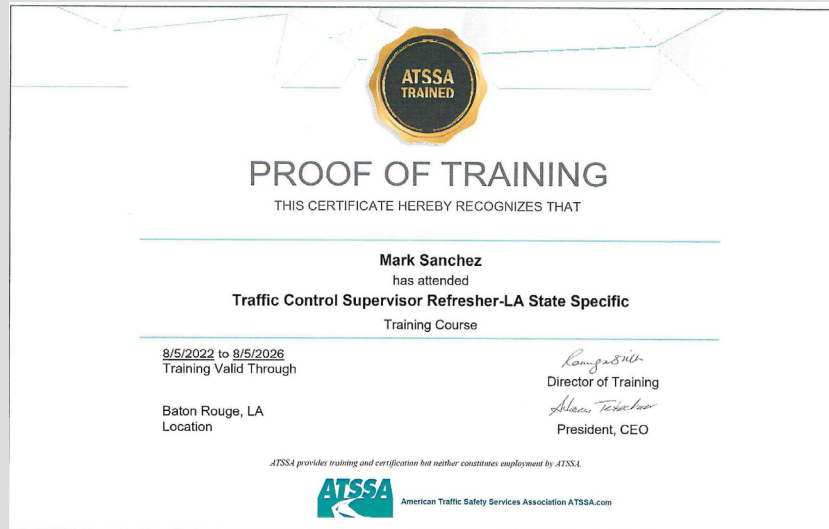 ATSSA
TRAINED
PROOF OF TRAINING
THIS CERTIFICATE HEREBY RECOGNIZES THAT
Mark Sanchez
has attended
Traffic Control Supervisor Refresher-LA State Specific
Training Course
8/5/2022 to 8/5/2026
Training Valid Through
Director of Training
Baton Rouge, LA
Location
President, CEO
ATSSA provides training and certification but neither constitutes employment by ATSSA.
ATSSA
American Traffic Safety Services Association ATSSA.com